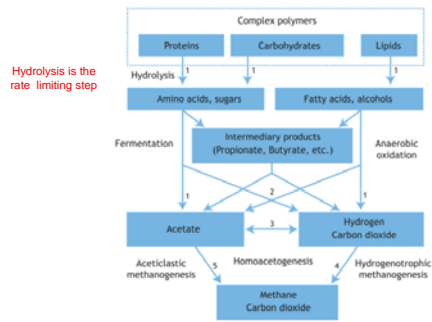 Complex polymers
Proteins
Carbohydrates
Lipids
Hydrolysis is the
rate limiting step
Hydrolysis
1
1
1
Amino acids, sugars
Fatty acids, alcohols
Fermentation
Intermediary products
(Propionate, Butyrate, etc.)
Anaerobic
oxidation
1
2
1
Acetate
3
Hydrogen
Carbon dioxide
Aceticlastic
methanogenesis
5
Homoacetogenesis
4
Hydrogenotrophic
methanogenesis
Methane
Carbon dioxide